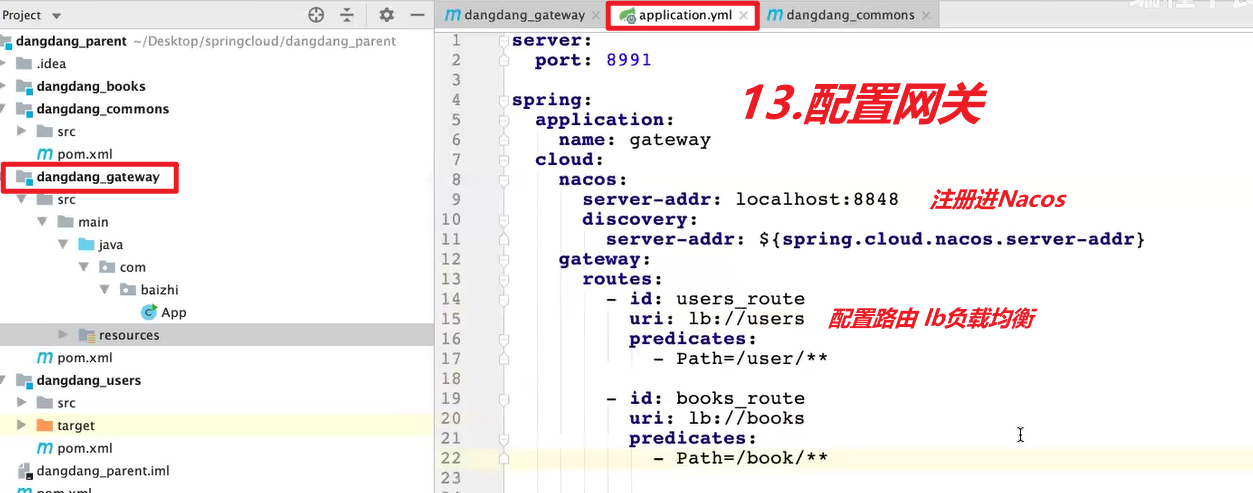 Project
dangdang_parent ~/Desktop/springcloud/dangdang_parent
.idea
dangdang_books
dangdang_commons
src
pom.xml
dangdang_gateway
src
main
java
com
baizhi
App
resources
pom.xml
dangdang_users
src
target
pom.xml
dangdang_parent.iml
dangdang_gateway
application.yml
dangdang_commons
1 server:
2 port: 8991
3
4 spring:
5 application:
6 name: gateway
7 cloud:
8 nacos:
9 server-addr: localhost:8848
10 discovery:
11 server-addr: ${spring.cloud.nacos.server-addr}
12 gateway:
13 routes:
14 - id: users_route
15 uri: lb://users
16 predicates:
17 - Path=/user/**
18
19 - id: books_route
20 uri: lb://books
21 predicates:
22 - Path=/book/**
23
13.配置网关
注册进Nacos
配置路由 lb负载均衡